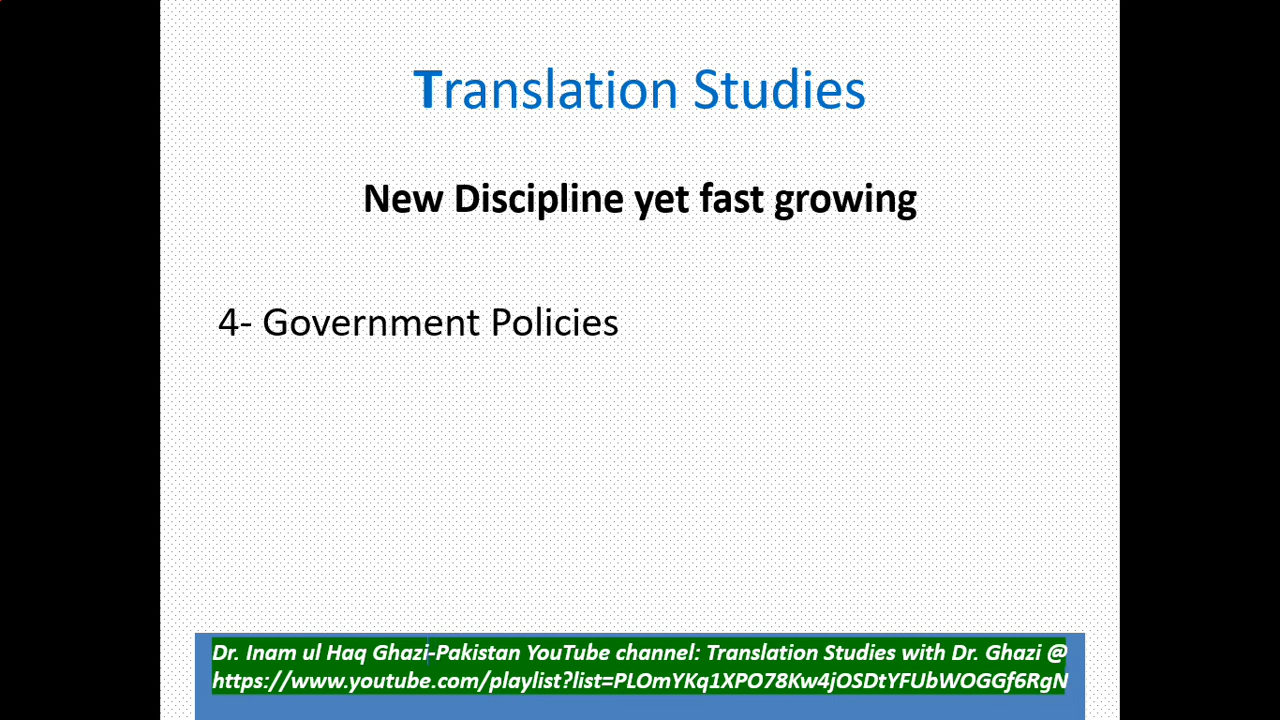 Translation Studies
New Discipline yet fast growing
4- Government Policies
Dr. Inam ul Haq Ghazi-Pakistan YouTube channel: Translation Studies with Dr. Ghazi @
https://www.youtube.com/playlist?list=PLOmYKq1XPO78Kw4jOSDtYFUbWOGGf6RgN